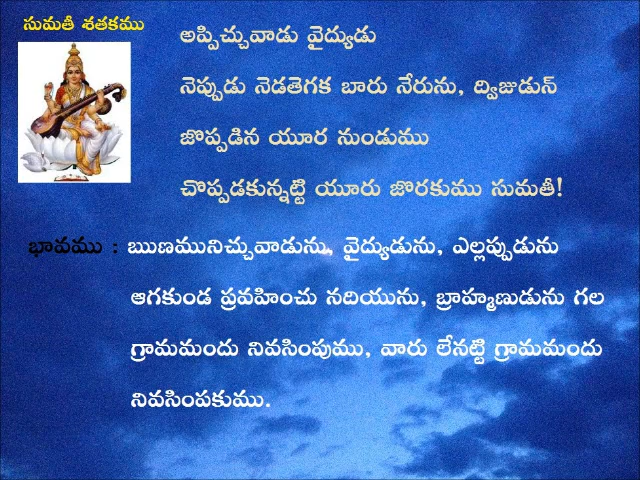 సుమతీ శతకము
అప్పిచ్చువాడు వైద్యుడు
నెప్పుడు నెడతెగక బారు నేరును, ద్విజుడున్
జొప్పడిన యూర నుండుము
చొప్పడకున్నట్టి యూరు జొరకుము సుమతీ!
భావము : ఋణమునిచ్చువాడును, వైద్యుడును, ఎల్లప్పుడును
ఆగకుండ ప్రవహించు నదియును, బ్రాహ్మణుడును గల
గ్రామమందు నివసింపుము, వారు లేనట్టి గ్రామమందు
నివసింపకుము.